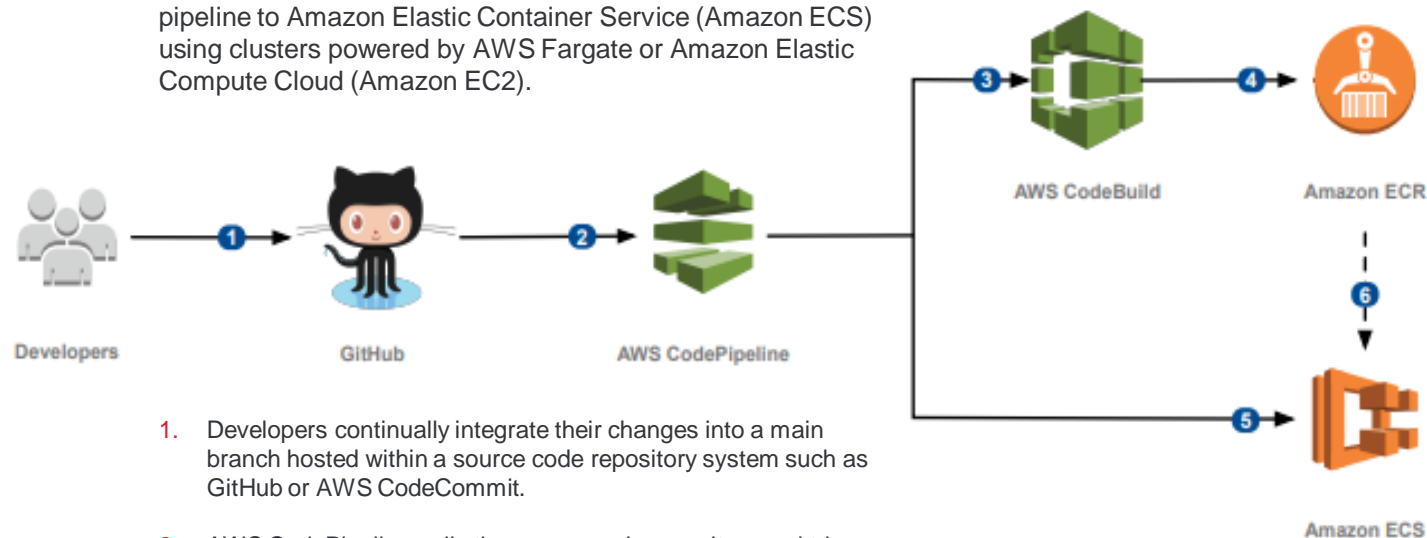 pipeline to Amazon Elastic Container Service (Amazon ECS)
using clusters powered by AWS Fargate or Amazon Elastic
Compute Cloud (Amazon EC2).
3
4
AWS CodeBuild
Amazon ECR
1
2
6
Developers
GitHub
AWS CodePipeline
5
1. Developers continually integrate their changes into a main
branch hosted within a source code repository system such as
GitHub or AWS CodeCommit.
Amazon ECS